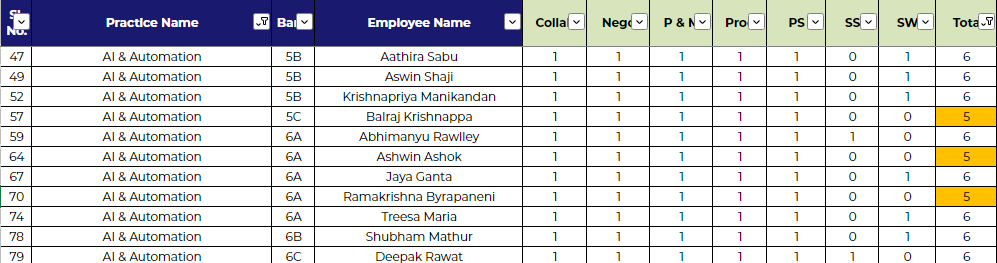 Sl. No. Practice Name Ba Employee Name Colla Nego P & M Pro PS SS SW Tota
47 AI & Automation 5B Aathira Sabu 1 1 1 1 1 0 1 6
49 AI & Automation 5B Aswin Shaji 1 1 1 1 1 0 1 6
52 AI & Automation 5B Krishnapriya Manikandan 1 1 1 1 1 0 1 6
57 AI & Automation 5C Balraj Krishnappa 1 1 1 1 1 0 0 5
59 AI & Automation 6A Abhimanyu Rawlley 1 1 1 1 1 1 0 6
64 AI & Automation 6A Ashwin Ashok 1 1 1 1 1 0 0 5
67 AI & Automation 6A Jaya Ganta 1 1 1 1 1 0 1 6
70 AI & Automation 6A Ramakrishna Byrapaneni 1 1 1 1 1 0 0 5
74 AI & Automation 6A Treesa Maria 1 1 1 1 1 0 1 6
78 AI & Automation 6B Shubham Mathur 1 1 1 1 1 0 1 6
79 AI & Automation 6C Deepak Rawat 1 1 1 1 1 1 0 6